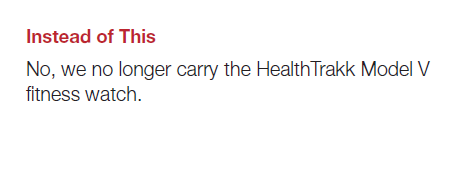 Instead of This
No, we no longer carry the HealthTrakk Model V
fitness watch.